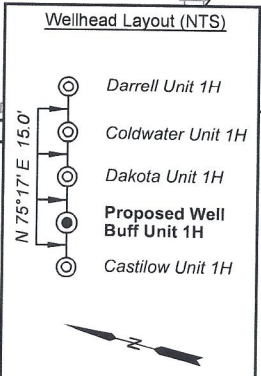 Wellhead Layout (NTS)
Darrell Unit 1H
Coldwater Unit 1H
Dakota Unit 1H
Proposed Well
Buff Unit 1H
Castilow Unit 1H
N 75°17' E 15.0'
N